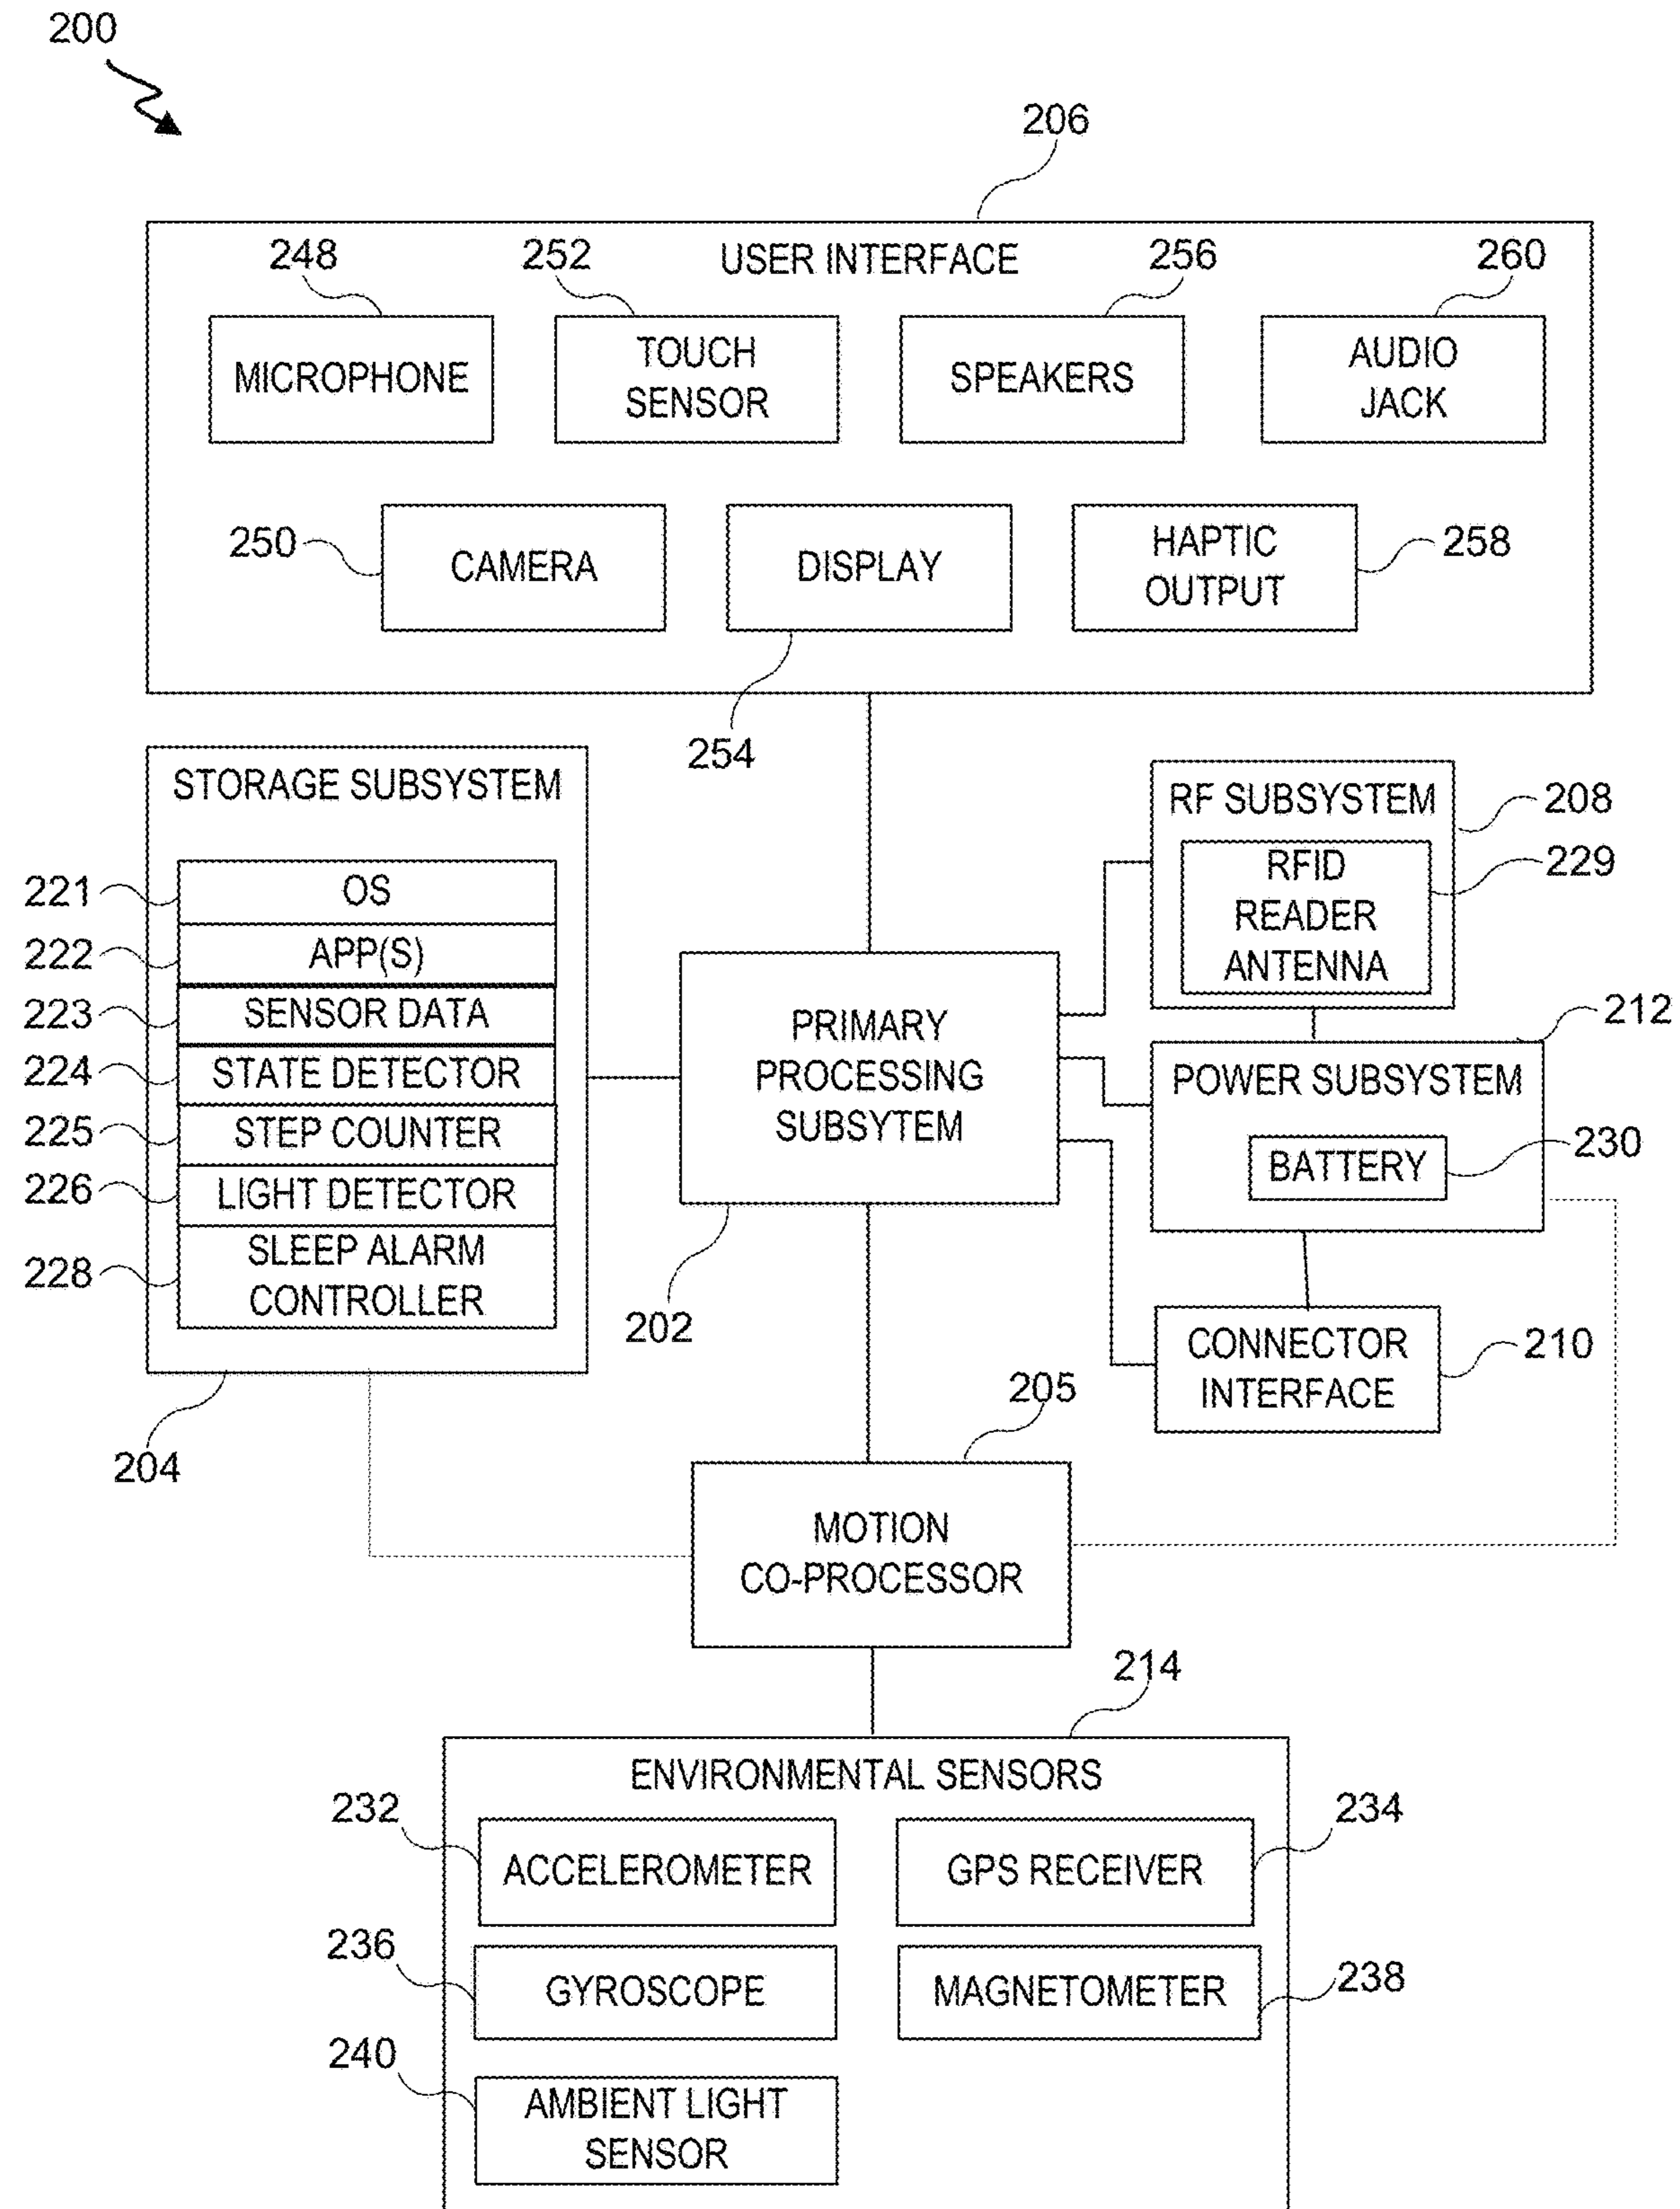 200
206
USER INTERFACE
248
252
256
260
MICROPHONE
TOUCH
SENSOR
SPEAKERS
AUDIO
JACK
250
CAMERA
DISPLAY
HAPTIC
OUTPUT
258
254
STORAGE SUBSYSTEM
221
OS
222
APP(S)
223
SENSOR DATA
224
STATE DETECTOR
225
STEP COUNTER
226
LIGHT DETECTOR
228
SLEEP ALARM
CONTROLLER
204
PRIMARY
PROCESSING
SUBSYTEM
202
RF SUBSYSTEM
208
RFID
READER
ANTENNA
229
212
POWER SUBSYSTEM
BATTERY
230
CONNECTOR
INTERFACE
210
205
MOTION
CO-PROCESSOR
214
ENVIRONMENTAL SENSORS
232
ACCELEROMETER
GPS RECEIVER
234
236
GYROSCOPE
MAGNETOMETER
238
240
AMBIENT LIGHT
SENSOR